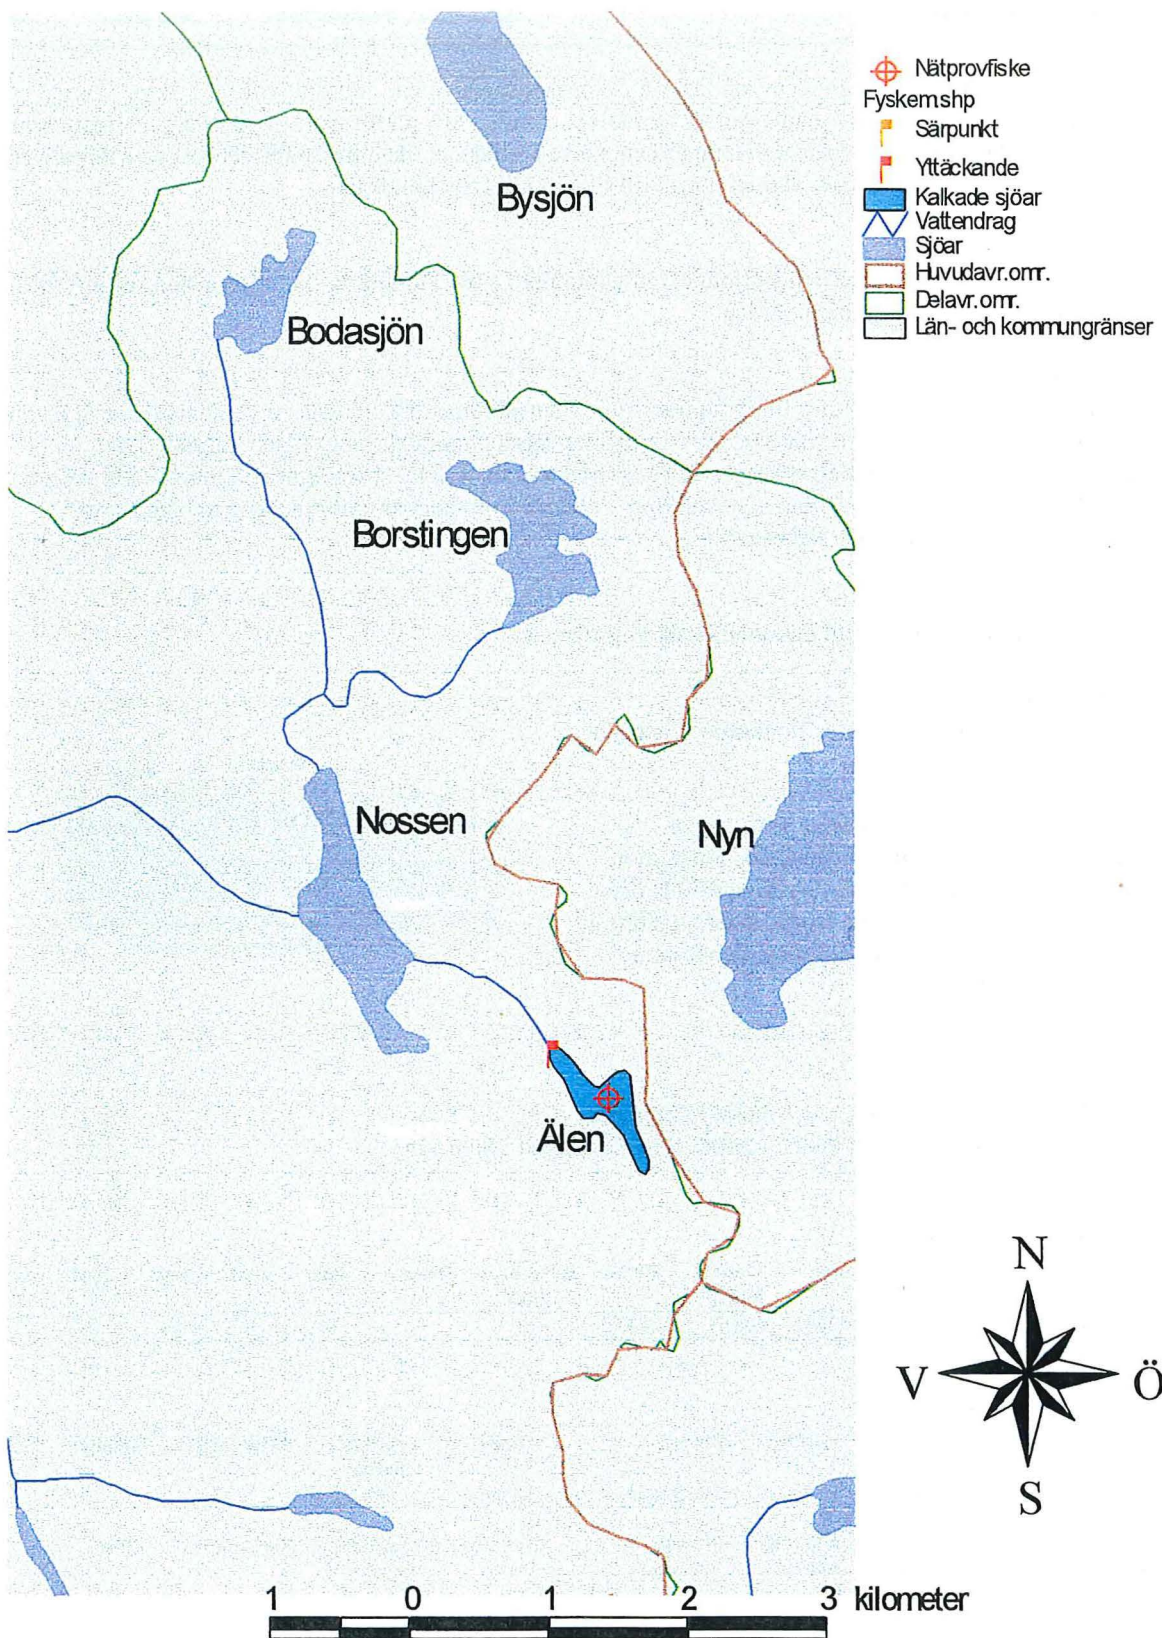 Nätprovfiske
Fyskemshp
Särpunkt
Yttäckande
Kalkade sjöar
Vattendrag
Sjöar
Huvudavr.omr.
Delavr.omr.
Län- och kommungränser
Bysjön
Bodasjön
Borstingen
Nossen
Nyn
Älen
N
V Ö
S
1 0 1 2 3 kilometer